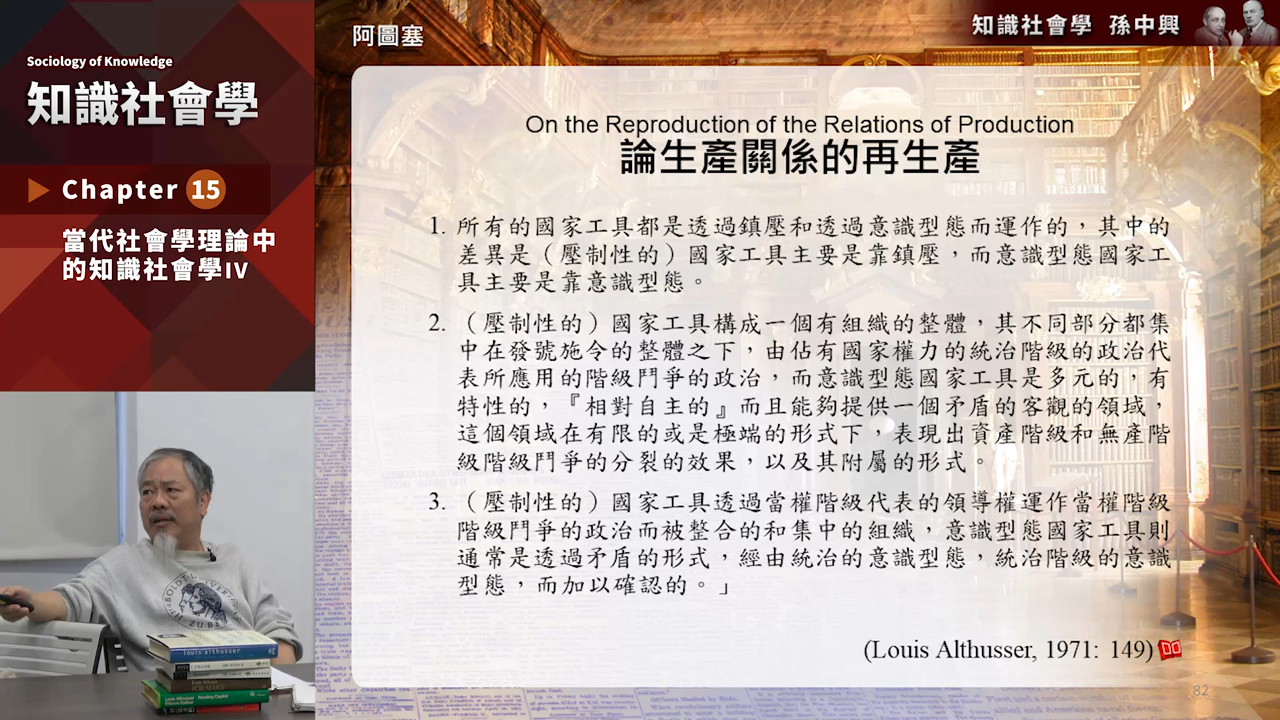 Sociology of Knowledge
知識社會學
Chapter 15
當代社會學理論中
的知識社會學IV
阿圖塞
知識社會學 孫中興
On the Reproduction of the Relations of Production
論生產關係的再生產
1. 所有的國家工具都是透過鎮壓和透過意識型態而運作的，其中的
差異是（壓制性的）國家工具主要是靠鎮壓，而意識型態國家工
具主要是靠意識型態。
2. （壓制性的）國家工具構成一個有組織的整體，其不同部分都集
中在發號施令的整體之下，由佔有國家權力的統治階級的政治代
表所應用的階級鬥爭的政治。而意識型態國家工具是多元的，有
特性的，『相對自主的』而且能夠提供一個矛盾的客觀的領域，
這個領域在有限的或是極端的形式下，表現出資產階級和無產階
級階級鬥爭的分裂的效果，以及其附屬的形式。
3. （壓制性的）國家工具透過當權階級代表的領導權運作當權階級
階級鬥爭的政治而被整合的和集中的組織，意識型態國家工具則
通常是透過矛盾的形式，經由統治的意識型態，統治階級的意識
型態，而加以確認的。」
(Louis Althusser, 1971: 149)
82
louis althusser